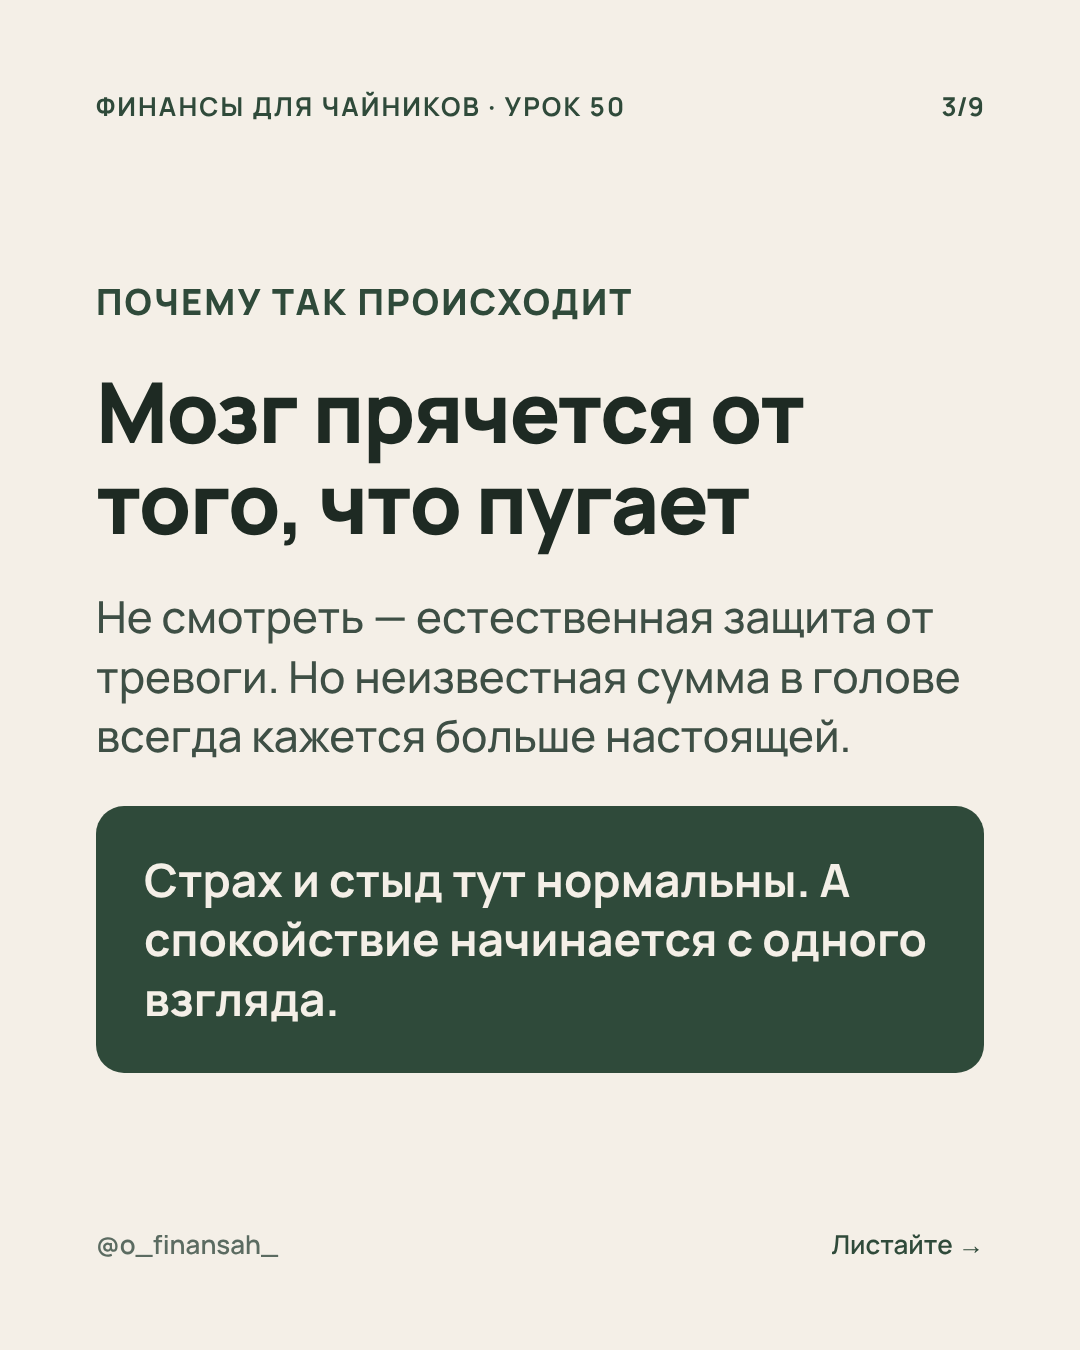 ФИНАНСЫ ДЛЯ ЧАЙНИКОВ · УРОК 50
3/9
ПОЧЕМУ ТАК ПРОИСХОДИТ
Мозг прячется от
того, что пугает
Не смотреть — естественная защита от
тревоги. Но неизвестная сумма в голове
всегда кажется больше настоящей.
Страх и стыд тут нормальны. А
спокойствие начинается с одного
взгляда.
@o_finansah_
Листайте →